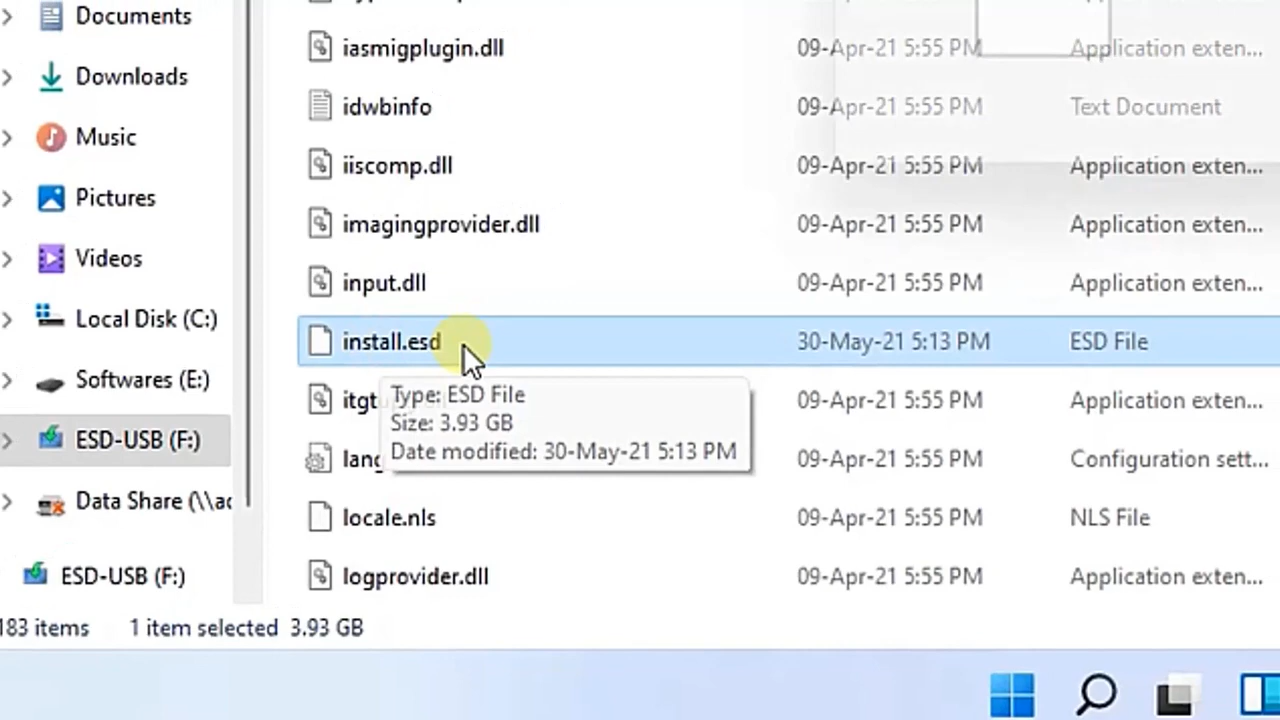 Documents
Downloads
Music
Pictures
Videos
Local Disk (C:)
Softwares (E:)
ESD-USB (F:)
Data Share (\\ac
ESD-USB (F:)
iasmigplugin.dll 09-Apr-21 5:55 PM Application exten...
idwbinfo 09-Apr-21 5:55 PM Text Document
iiscomp.dll 09-Apr-21 5:55 PM Application exten...
imagingprovider.dll 09-Apr-21 5:55 PM Application exten...
input.dll 09-Apr-21 5:55 PM Application exten...
install.esd 30-May-21 5:13 PM ESD File
Type: ESD File
Size: 3.93 GB
Date modified: 30-May-21 5:13 PM
09-Apr-21 5:55 PM Application exten...
lang 09-Apr-21 5:55 PM Configuration sett...
locale.nls 09-Apr-21 5:55 PM NLS File
logprovider.dll 09-Apr-21 5:55 PM Application exten...
183 items 1 item selected 3.93 GB